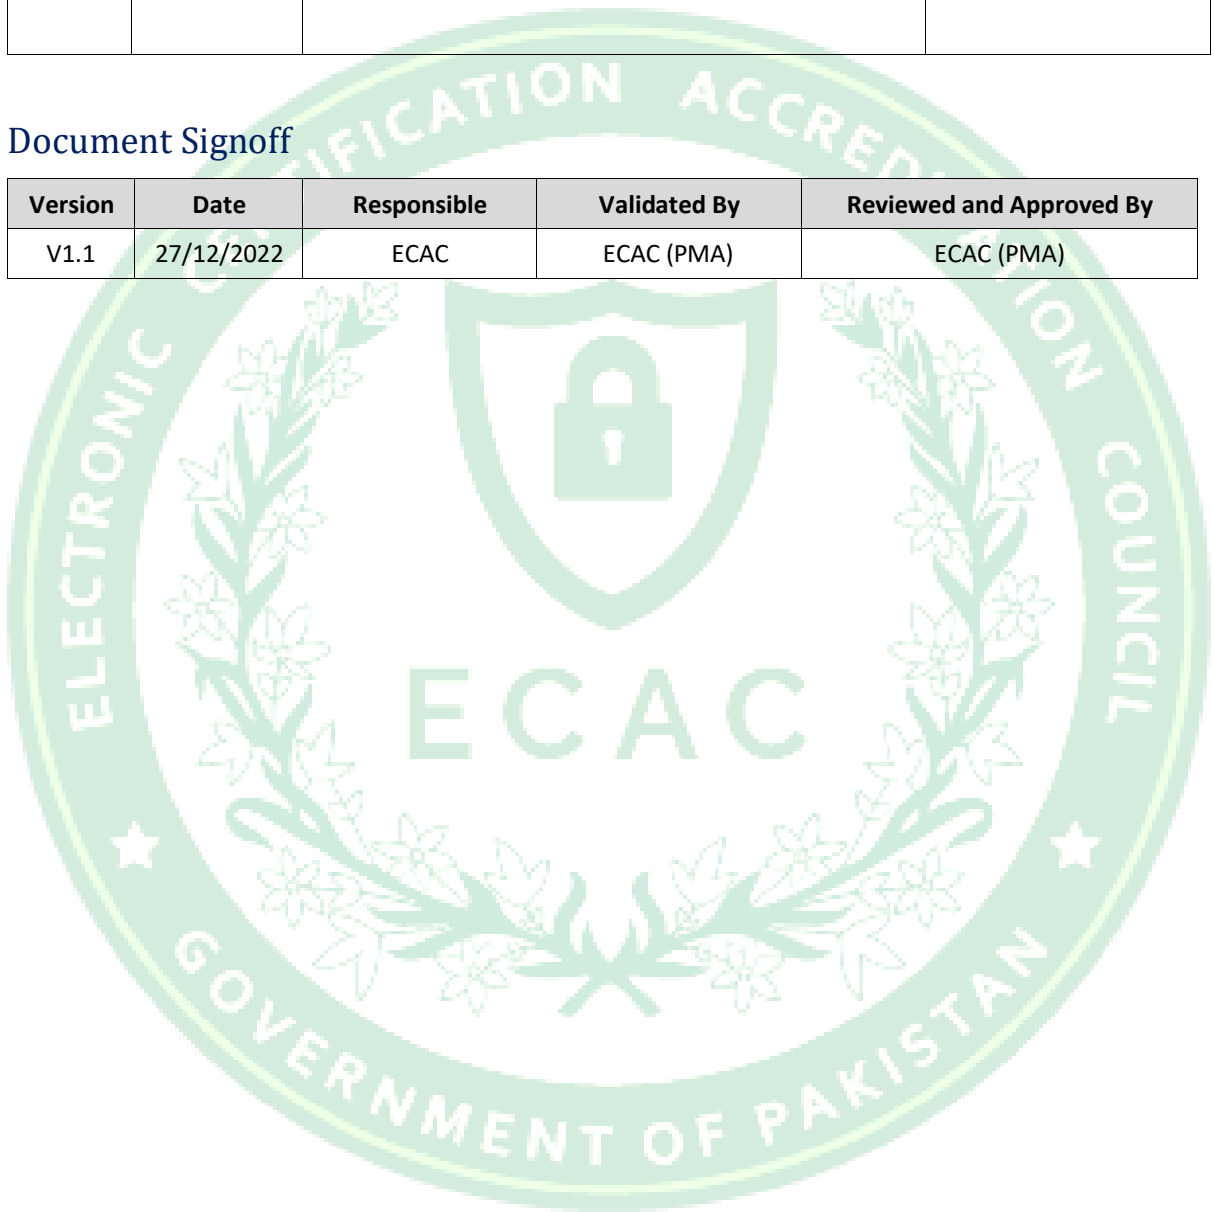 Document Signoff
Version Date Responsible Validated By Reviewed and Approved By
V1.1 27/12/2022 ECAC ECAC (PMA) ECAC (PMA)
ELECTRONIC CERTIFICATION ACCREDIATION COUNCIL
ECAC
GOVERNMENT OF PAKISTAN